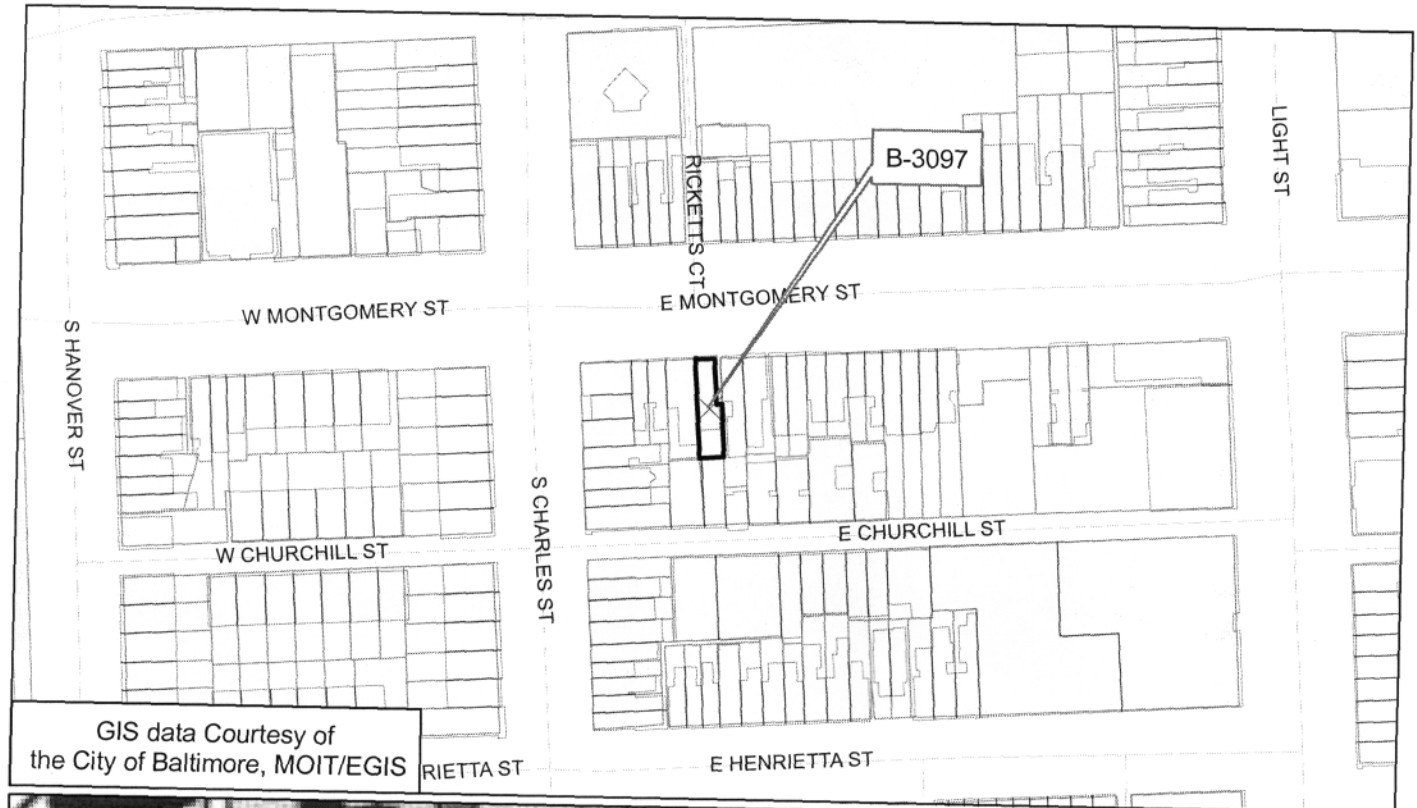 B-3097
LIGHT ST
RICKETTS CT
W MONTGOMERY ST
E MONTGOMERY ST
S HANOVER ST
S CHARLES ST
W CHURCHILL ST
E CHURCHILL ST
GIS data Courtesy of
the City of Baltimore, MOIT/EGIS
RIETTA ST
E HENRIETTA ST